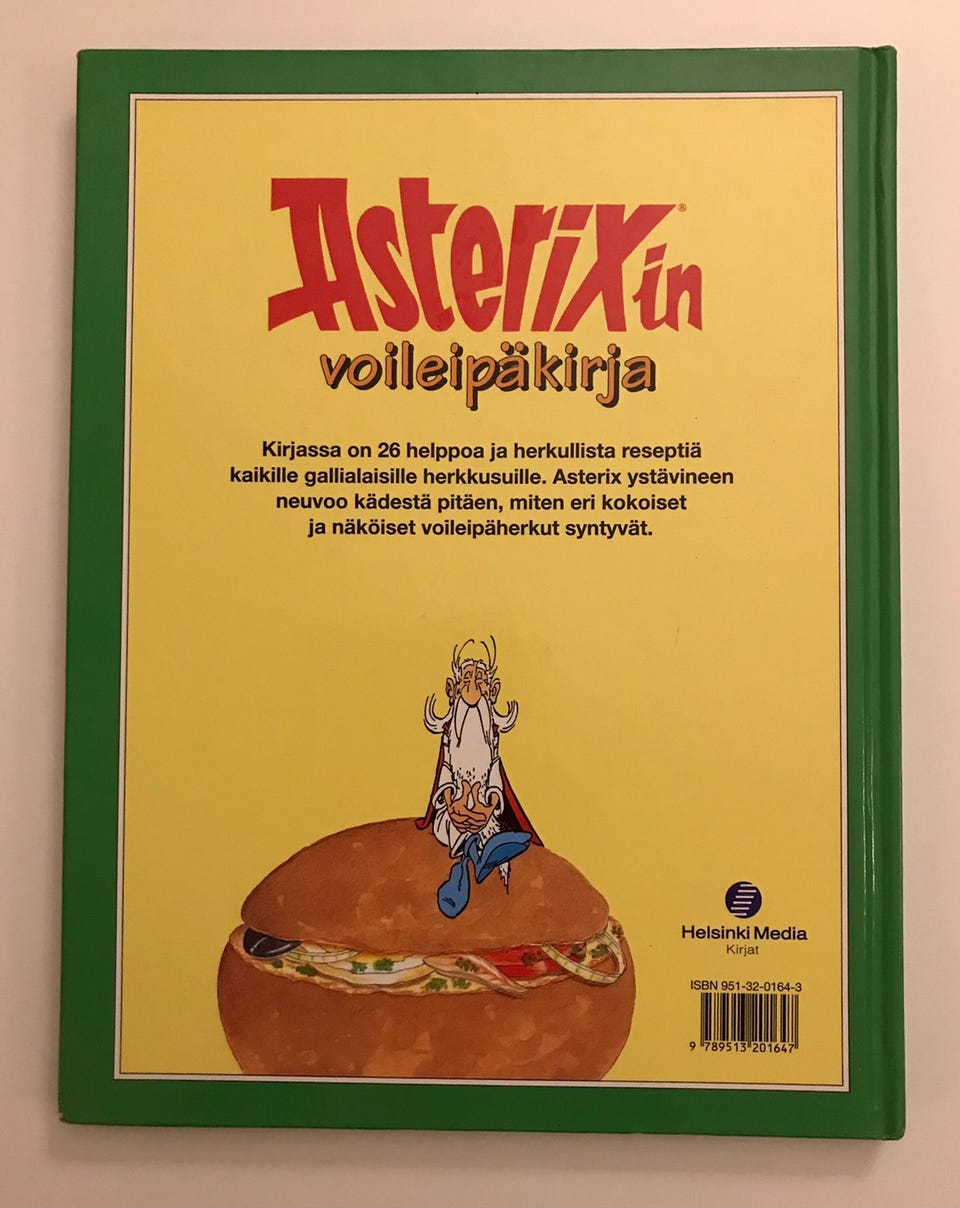 Asterix®in
voileipäkirja
Kirjassa on 26 helppoa ja herkullista reseptiä
kaikille gallialaisille herkkusuille. Asterix ystävineen
neuvoo kädestä pitäen, miten eri kokoiset
ja näköiset voileipäherkut syntyvät.
Helsinki Media
Kirjat
ISBN 951-32-0164-3
9 789513 201647